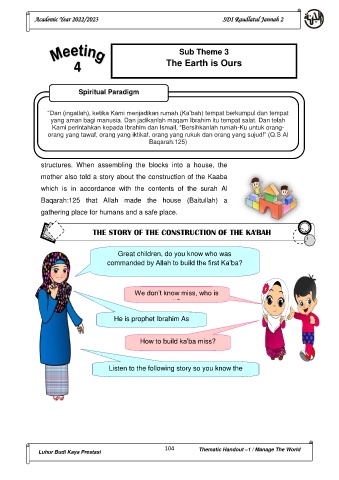 Academic Year 2022/2023 SDI Raudlatul Jannah 2
Meeting
4
Sub Theme 3
The Earth is Ours
Spiritual Paradigm
"Dan (ingatlah), ketika Kami menjadikan rumah (Ka'bah) tempat berkumpul dan tempat
yang aman bagi manusia. Dan jadikanlah maqam Ibrahim itu tempat salat. Dan telah
Kami perintahkan kepada Ibrahim dan Ismail, "Bersihkanlah rumah-Ku untuk orang-
orang yang tawaf, orang yang iktikaf, orang yang rukuk dan orang yang sujud!" (Q.S Al
Baqarah:125)
structures. When assembling the blocks into a house, the
mother also told a story about the construction of the Kaaba
which is in accordance with the contents of the surah Al
Baqarah:125 that Allah made the house (Baitullah) a
gathering place for humans and a safe place.
THE STORY OF THE CONSTRUCTION OF THE KA'BAH
Great children, do you know who was
commanded by Allah to build the first Ka'ba?
We don't know miss, who is
He is prophet Ibrahim As
How to build ka'ba miss?
Listen to the following story so you know the
Luhur Budi Kaya Prestasi 104 Thematic Handout –1 / Manage The World